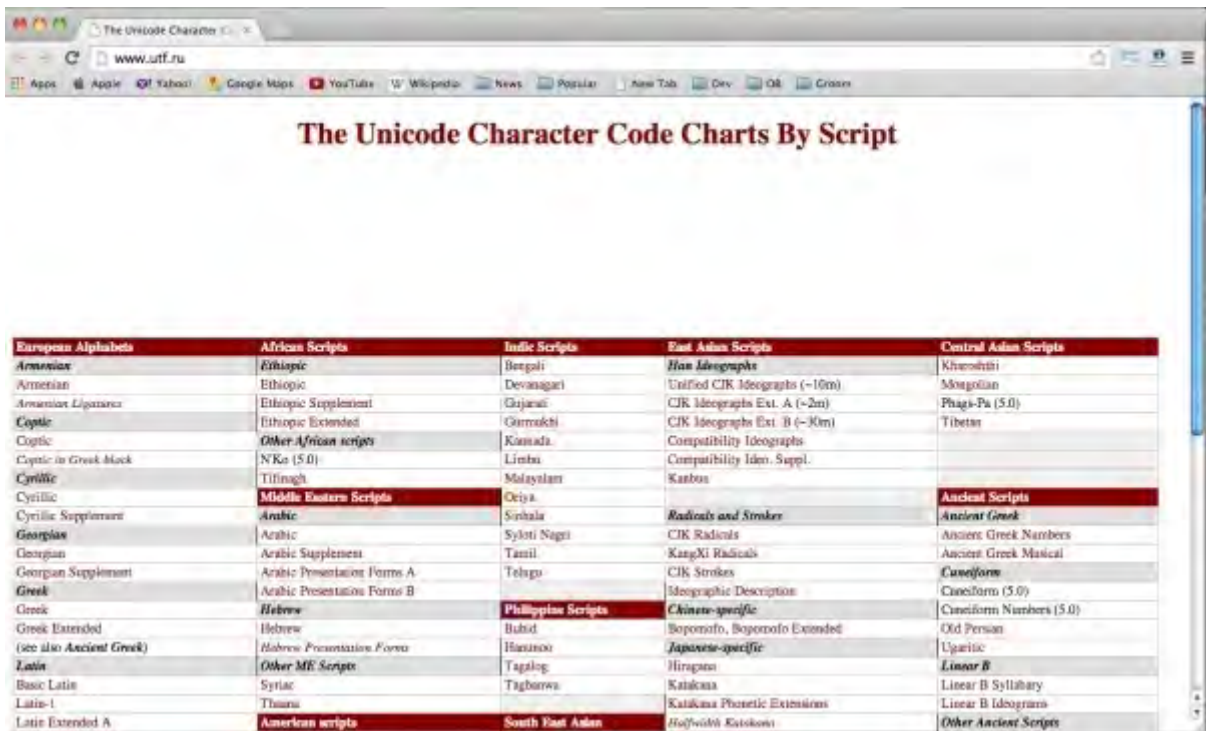 The Unicode Character
www.utf.ru
Apps Apple Yahoo! Google Maps YouTube Wikipedia News Popular New Tab Dev OB
The Unicode Character Code Charts By Script
European Alphabets African Scripts Indic Scripts East Asian Scripts Central Asian Scripts
Armenian Ethiopic Bengali Han Ideographs Kharoshthi
Armenian Ethiopic Devanagari Unified CJK Ideographs (~10m) Mongolian
Armenian Ligatures Ethiopic Supplement Gujarati CJK Ideographs Ext. A (~2m) Phags-Pa (5.0)
Coptic Ethiopic Extended Gurmukhi CJK Ideographs Ext. B (~30m) Tibetan
Coptic Other African scripts Kannada Compatibility Ideographs
Coptic in Greek block N'Ko (5.0) Limbu Compatibility Ideo. Suppl.
Cyrillic Tifinagh Malayalam Kanbun
Cyrillic Middle Eastern Scripts Oriya Ancient Scripts
Cyrillic Supplement Arabic Sinhala Radicals and Strokes Ancient Greek
Georgian Arabic Syloti Nagri CJK Radicals Ancient Greek Numbers
Georgian Arabic Supplement Tamil KangXi Radicals Ancient Greek Musical
Georgian Supplement Arabic Presentation Forms A Telugu CJK Strokes Cuneiform
Greek Arabic Presentation Forms B Ideographic Description Cuneiform (5.0)
Greek Hebrew Philippine Scripts Chinese-specific Cuneiform Numbers (5.0)
Greek Extended Hebrew Buhid Bopomofo, Bopomofo Extended Old Persian
(see also Ancient Greek) Hebrew Presentation Forms Hanunoo Japanese-specific Ugaritic
Latin Other ME Scripts Tagalog Hiragana Linear B
Basic Latin Syriac Tagbanwa Katakana Linear B Syllabary
Latin-1 Thaana Katakana Phonetic Extensions Linear B Ideograms
Latin Extended A American scripts South East Asian Halfwidth Katakana Other Ancient Scripts